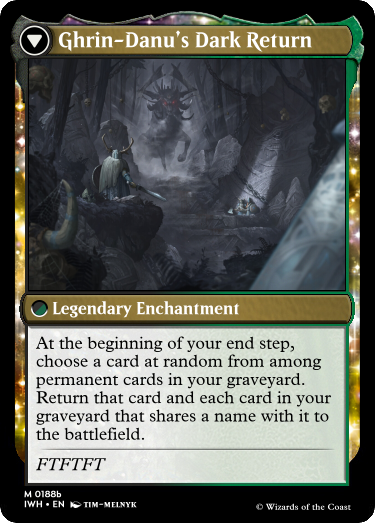 Ghrin-Danu's Dark Return
Legendary Enchantment
At the beginning of your end step,
choose a card at random from among
permanent cards in your graveyard.
Return that card and each card in your
graveyard that shares a name with it to
the battlefield.
FTFTFT
M 0188b
IWH • EN TIM-MELNYK
© Wizards of the Coast